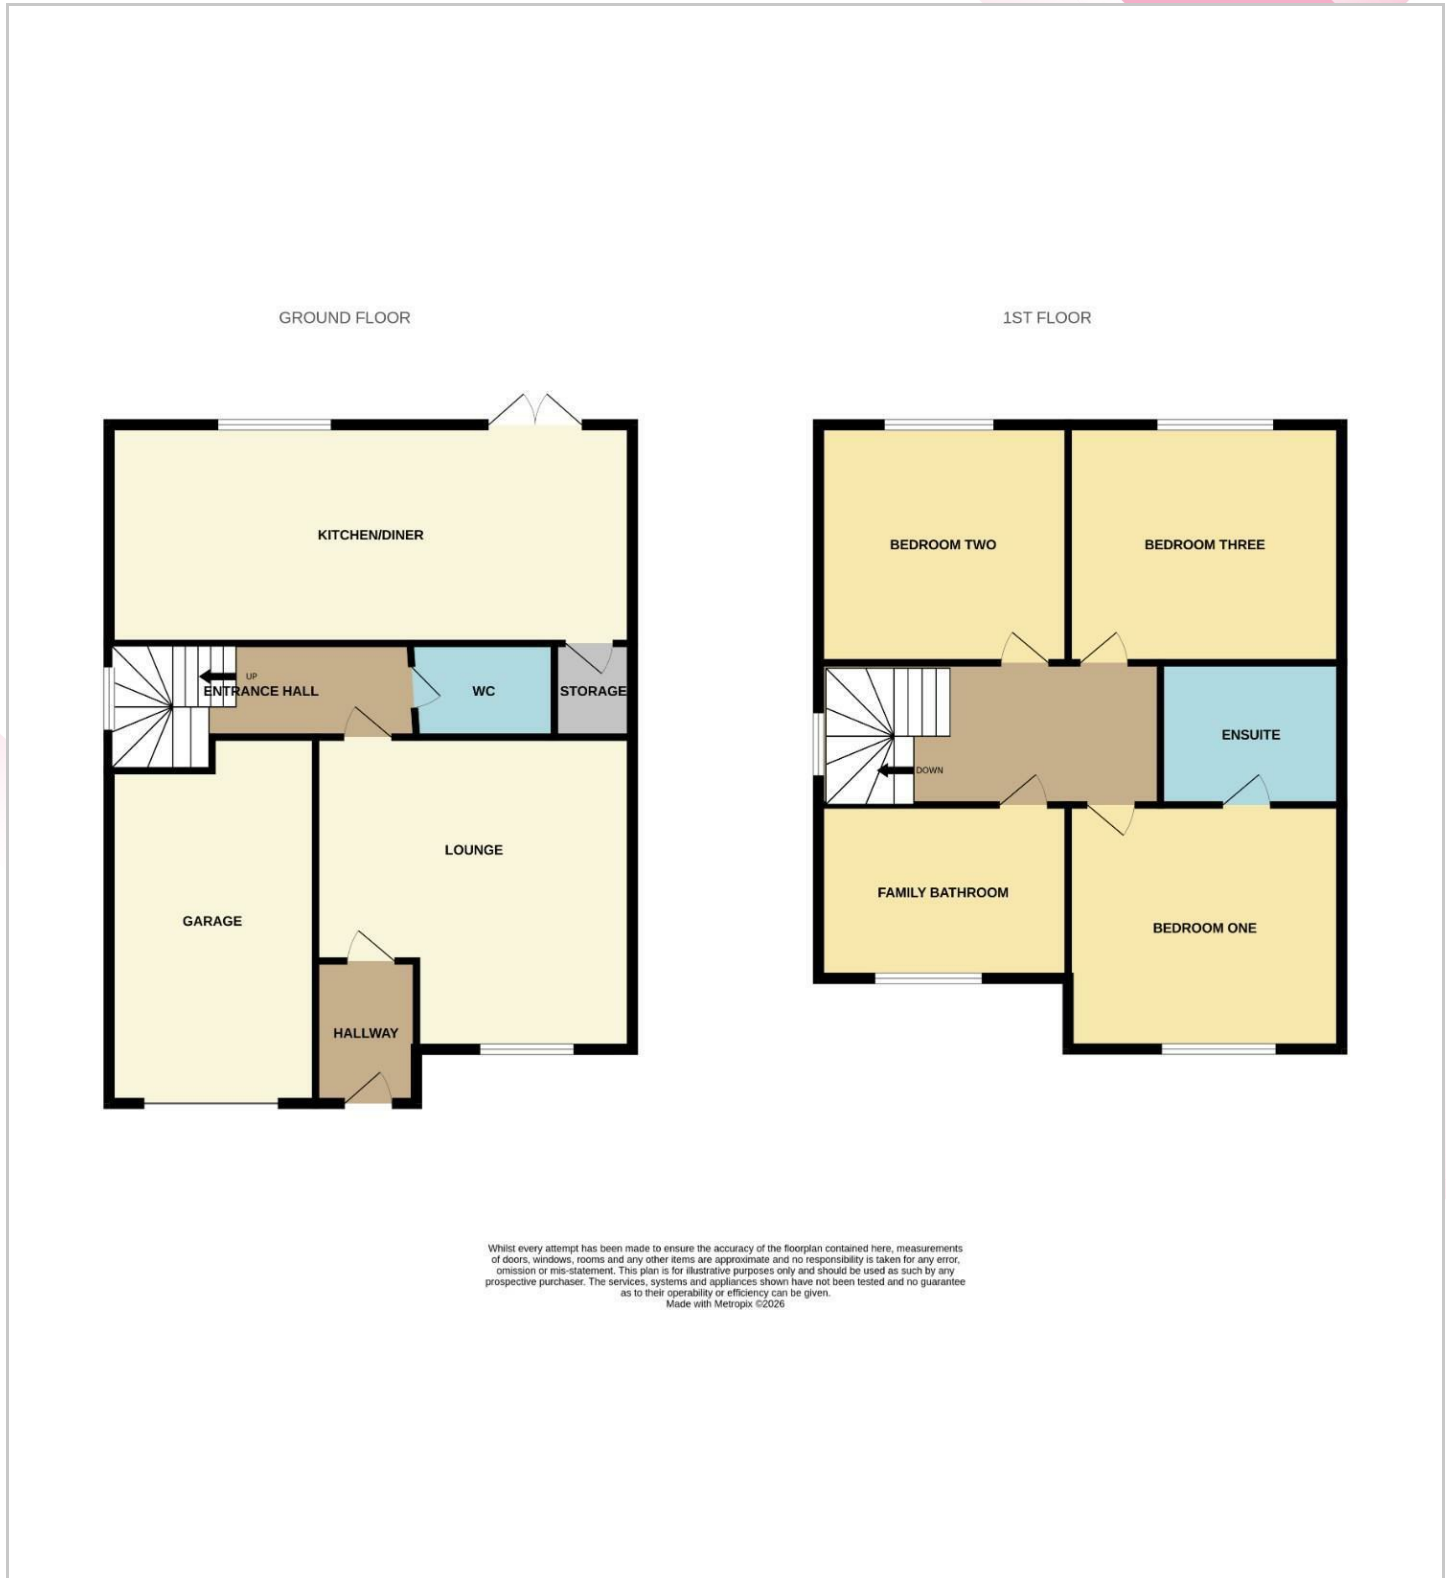 GROUND FLOOR
1ST FLOOR
KITCHEN/DINER
UP
ENTRANCE HALL
WC
STORAGE
LOUNGE
GARAGE
HALLWAY
BEDROOM TWO
BEDROOM THREE
ENSUITE
DOWN
FAMILY BATHROOM
BEDROOM ONE
Whilst every attempt has been made to ensure the accuracy of the floorplan contained here, measurements
of doors, windows, rooms and any other items are approximate and no responsibility is taken for any error,
omission or mis-statement. This plan is for illustrative purposes only and should be used as such by any
prospective purchaser. The services, systems and appliances shown have not been tested and no guarantee
as to their operability or efficiency can be given.
Made with Metropix ©2026